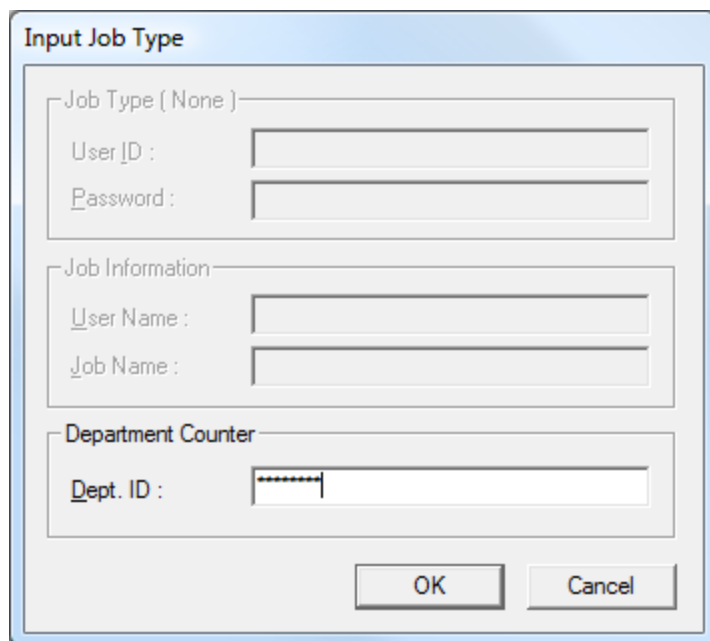 Input Job Type
Job Type ( None )
User ID :
Password :
Job Information
User Name :
Job Name :
Department Counter
Dept. ID : ********
OK Cancel